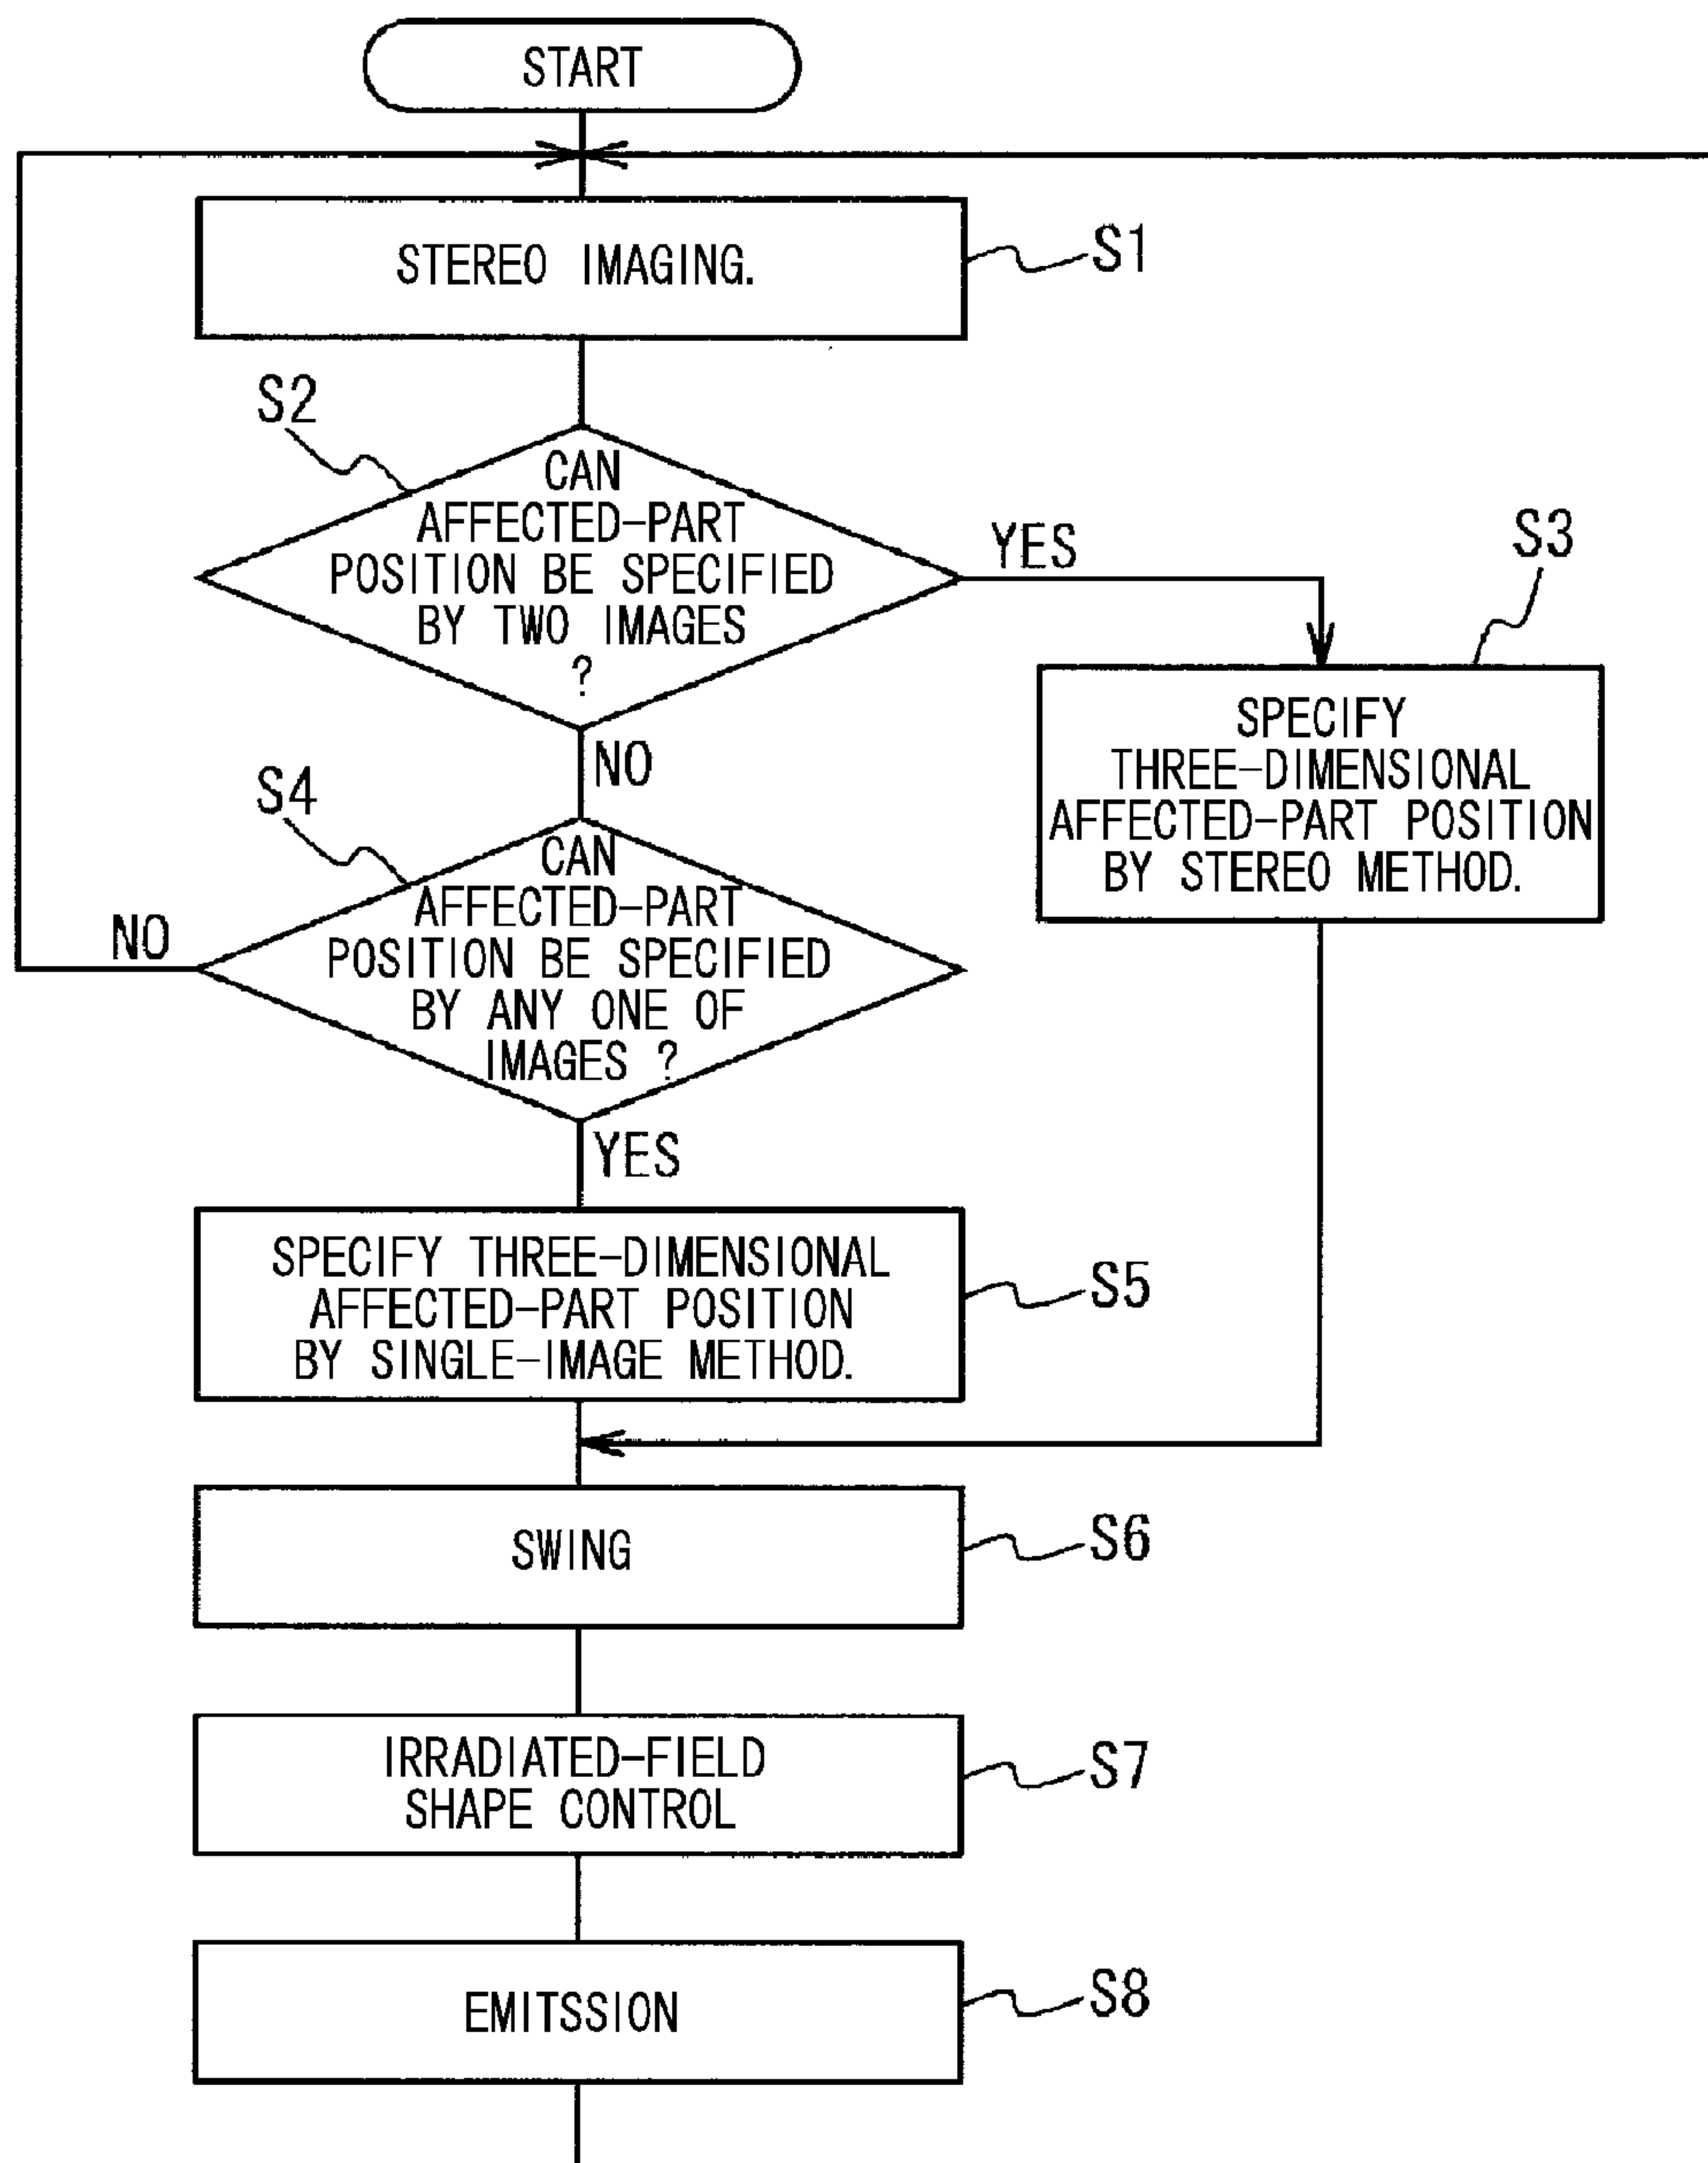 START
STEREO IMAGING.
S1
S2
CAN
AFFECTED-PART
POSITION BE SPECIFIED
BY TWO IMAGES
?
YES
S3
SPECIFY
THREE-DIMENSIONAL
AFFECTED-PART POSITION
BY STEREO METHOD.
NO
S4
CAN
AFFECTED-PART
POSITION BE SPECIFIED
BY ANY ONE OF
IMAGES ?
NO
YES
SPECIFY THREE-DIMENSIONAL
AFFECTED-PART POSITION
BY SINGLE-IMAGE METHOD.
S5
SWING
S6
IRRADIATED-FIELD
SHAPE CONTROL
S7
EMITSSION
S8